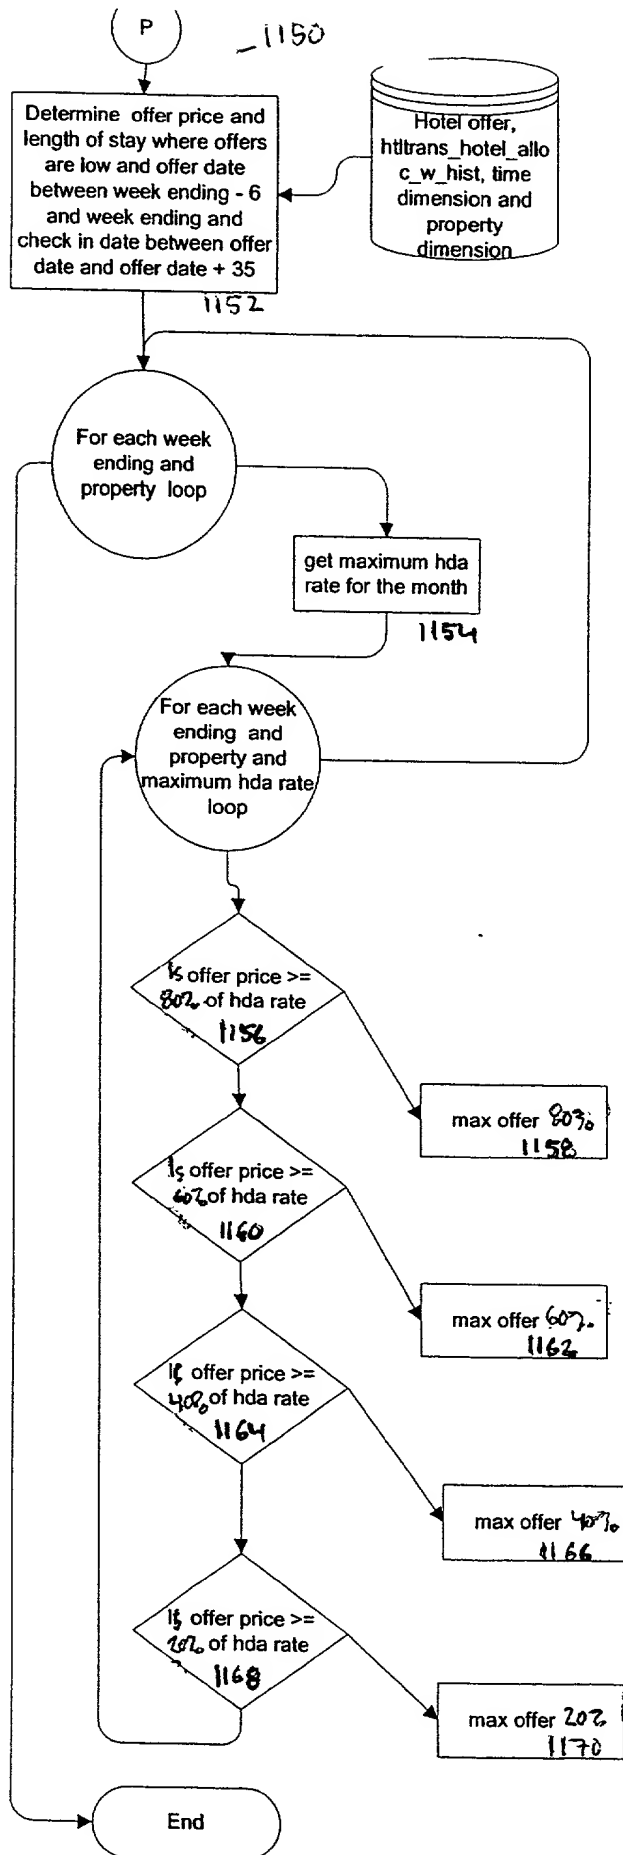 P
1150
Determine offer price and
length of stay where offers
are low and offer date
between week ending - 6
and week ending and
check in date between offer
date and offer date + 35
1152
Hotel offer,
htltrans_hotel_allo
c_w_hist, time
dimension and
property
dimension
For each week
ending and
property loop
get maximum hda
rate for the month
1154
For each week
ending and
property and
maximum hda rate
loop
Is offer price >=
80% of hda rate
1156
max offer 80%
1158
Is offer price >=
60% of hda rate
1160
max offer 60%
1162
If offer price >=
40% of hda rate
1164
max offer 40%
1166
If offer price >=
20% of hda rate
1168
max offer 20%
1170
End